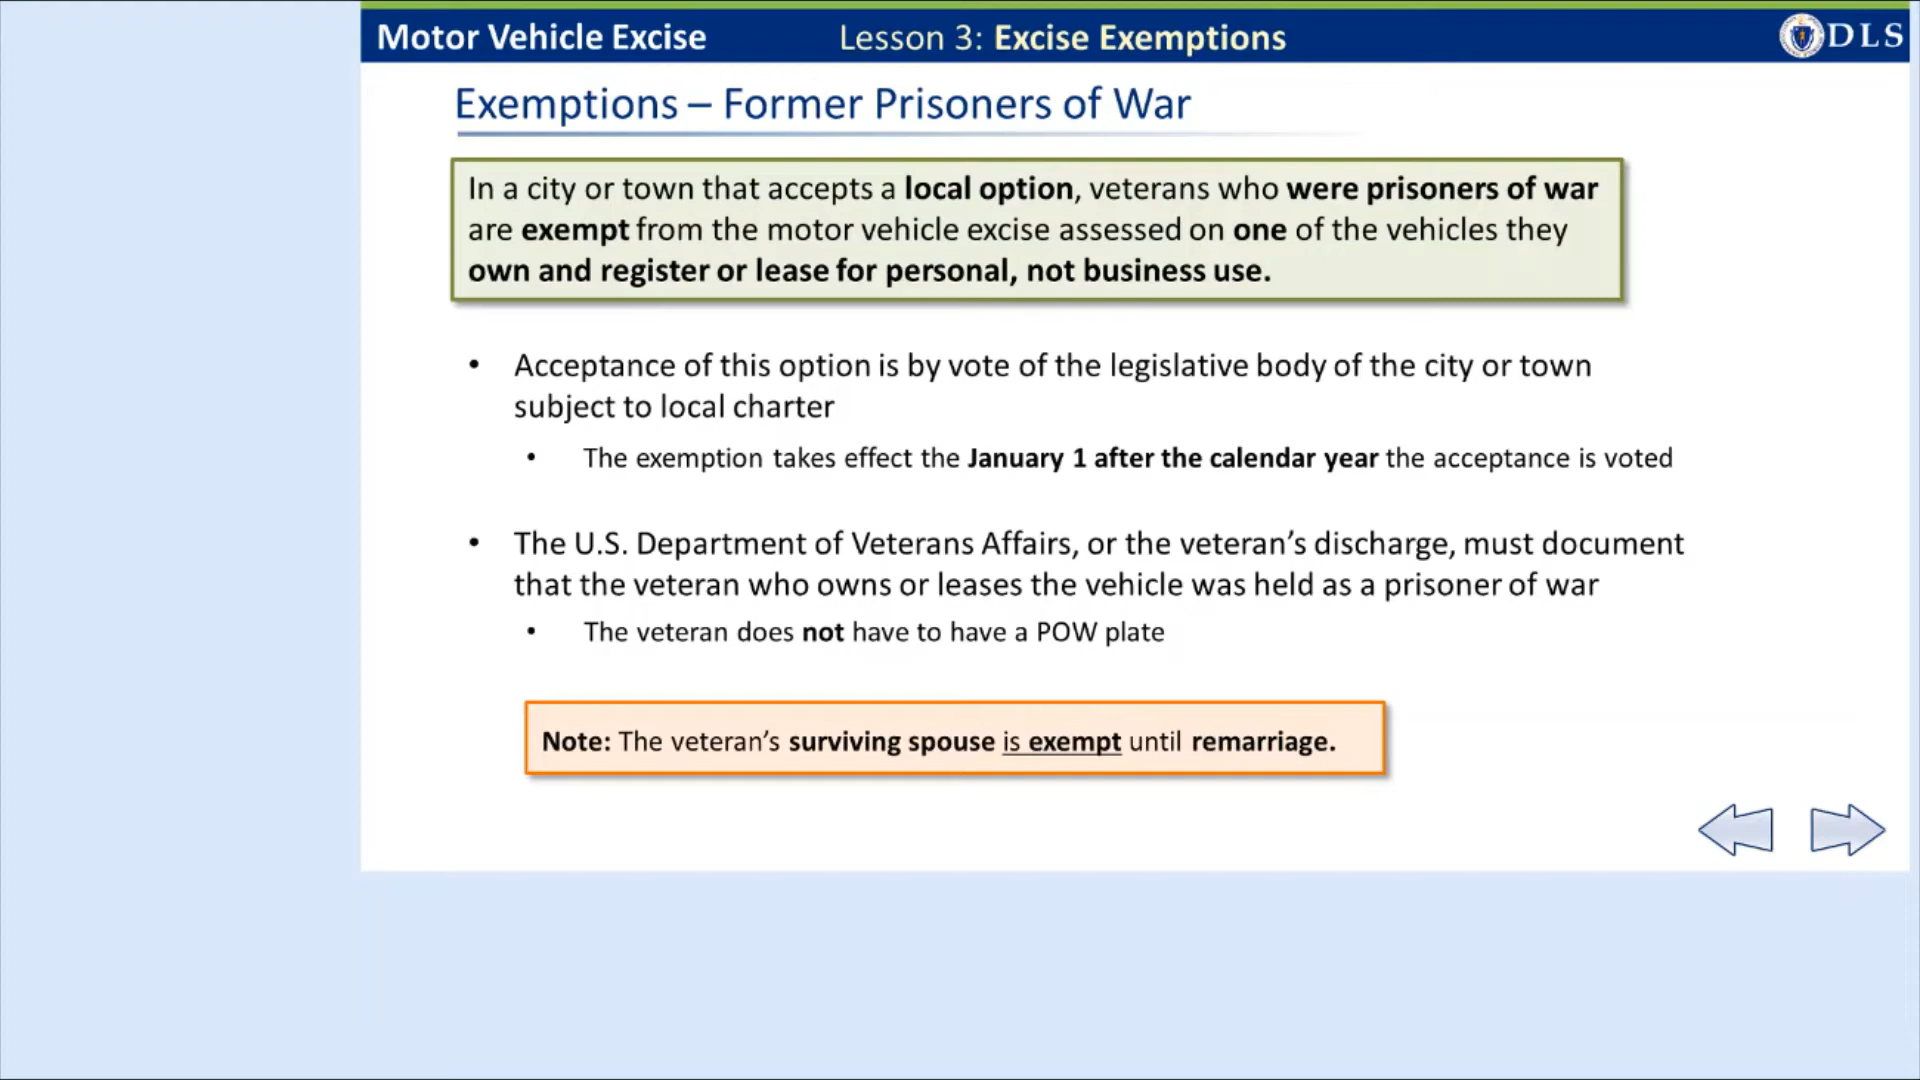 Motor Vehicle Excise Lesson 3: Excise Exemptions DLS
Exemptions – Former Prisoners of War
In a city or town that accepts a local option, veterans who were prisoners of war
are exempt from the motor vehicle excise assessed on one of the vehicles they
own and register or lease for personal, not business use.
• Acceptance of this option is by vote of the legislative body of the city or town
subject to local charter
• The exemption takes effect the January 1 after the calendar year the acceptance is voted
• The U.S. Department of Veterans Affairs, or the veteran’s discharge, must document
that the veteran who owns or leases the vehicle was held as a prisoner of war
• The veteran does not have to have a POW plate
Note: The veteran’s surviving spouse is exempt until remarriage.